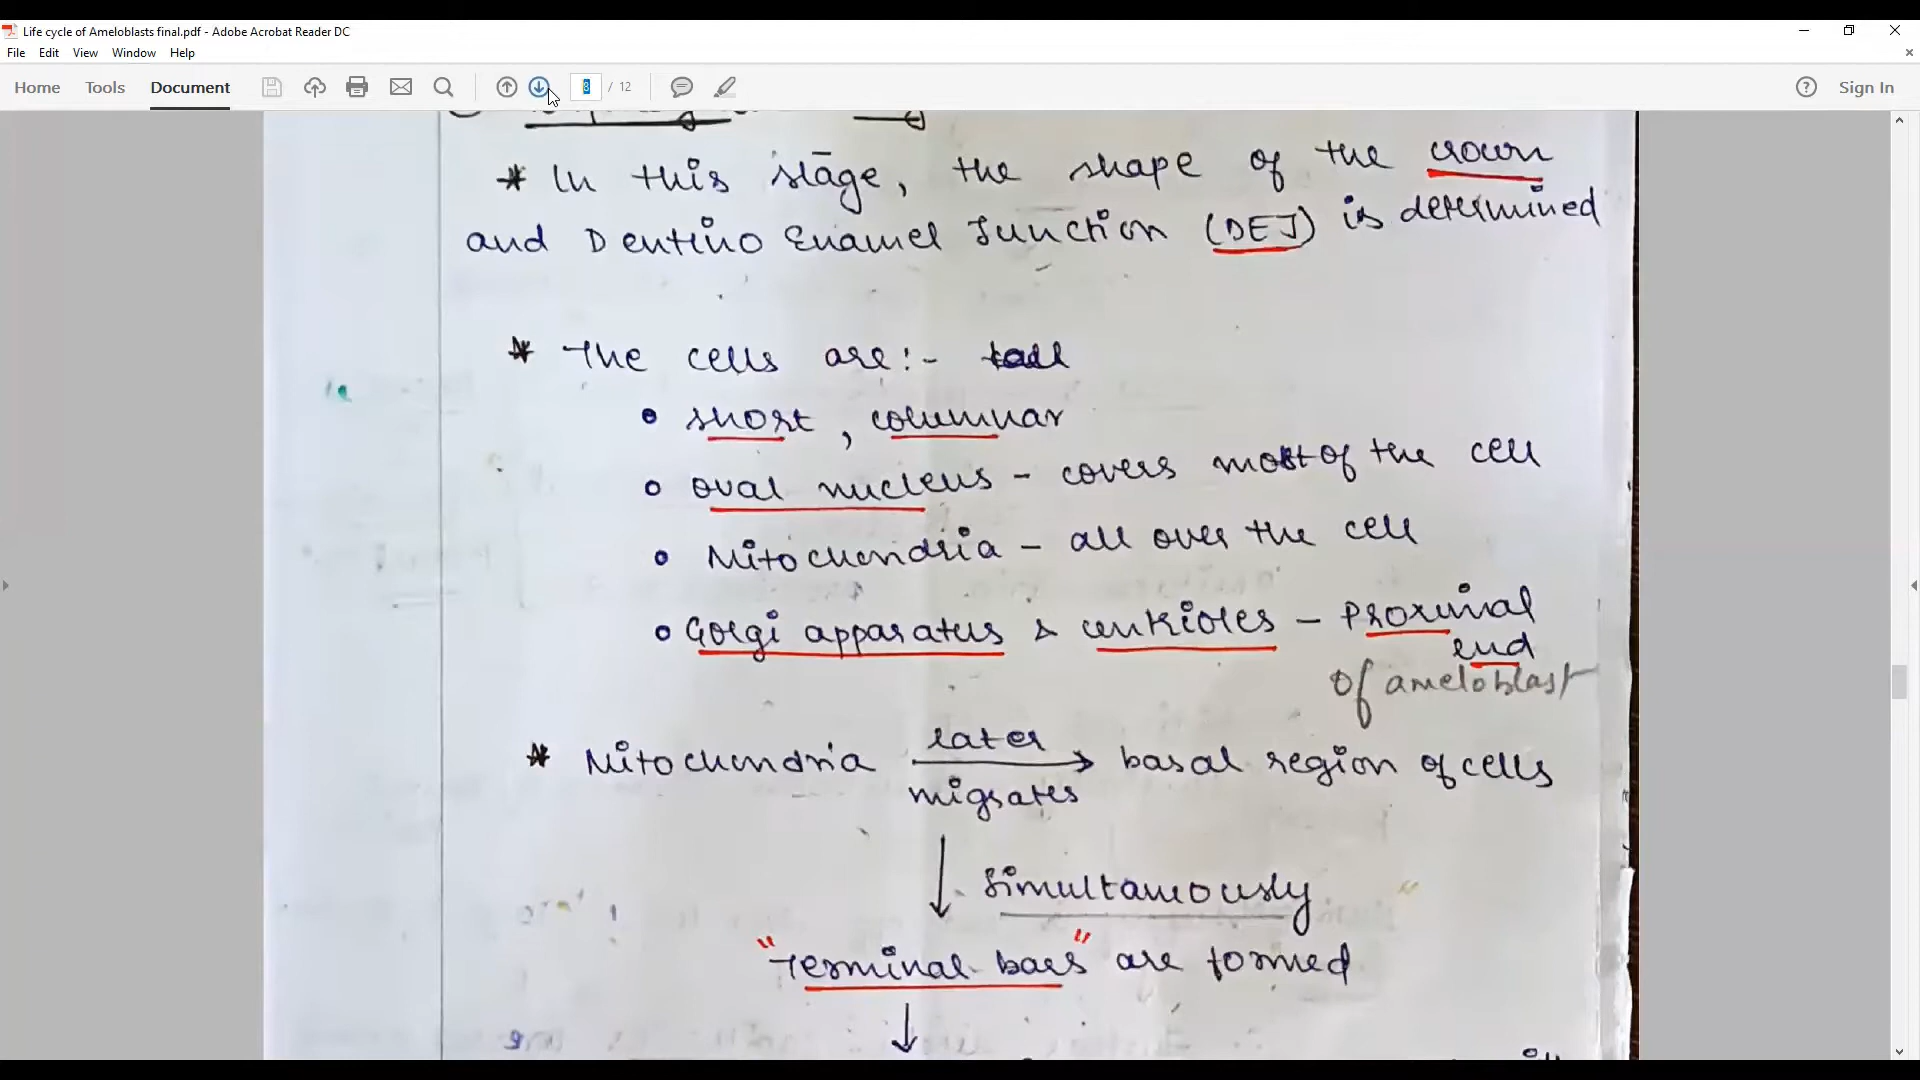 Life cycle of Ameloblasts final.pdf - Adobe Acrobat Reader DC
File Edit View Window Help
Home Tools Document 8 / 12 Sign In
* In this stage, the shape of the crown
and Dentino Enamel Junction (DEJ) is determined
* The cells are:-
• short, columnar
• oval nucleus - covers most of the cell
• Mitochondria - all over the cell
• Golgi apparatus & centrioles - Proximal
end
of ameloblast
* Mitochondria later → basal region of cells
migrates
↓ simultaneously
"Terminal bars" are formed
↓